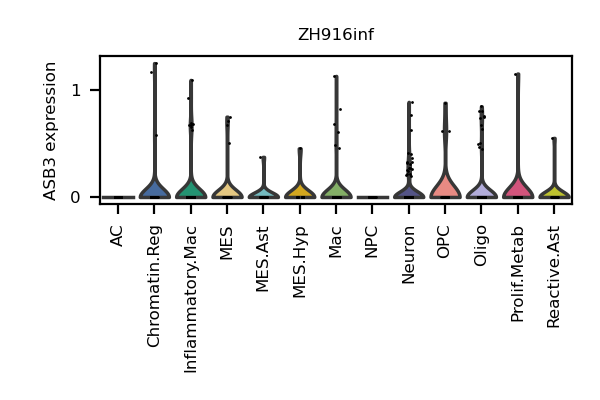 ZH916inf
ASB3 expression
1
0
AC
Chromatin.Reg
Inflammatory.Mac
MES
MES.Ast
MES.Hyp
Mac
NPC
Neuron
OPC
Oligo
Prolif.Metab
Reactive.Ast